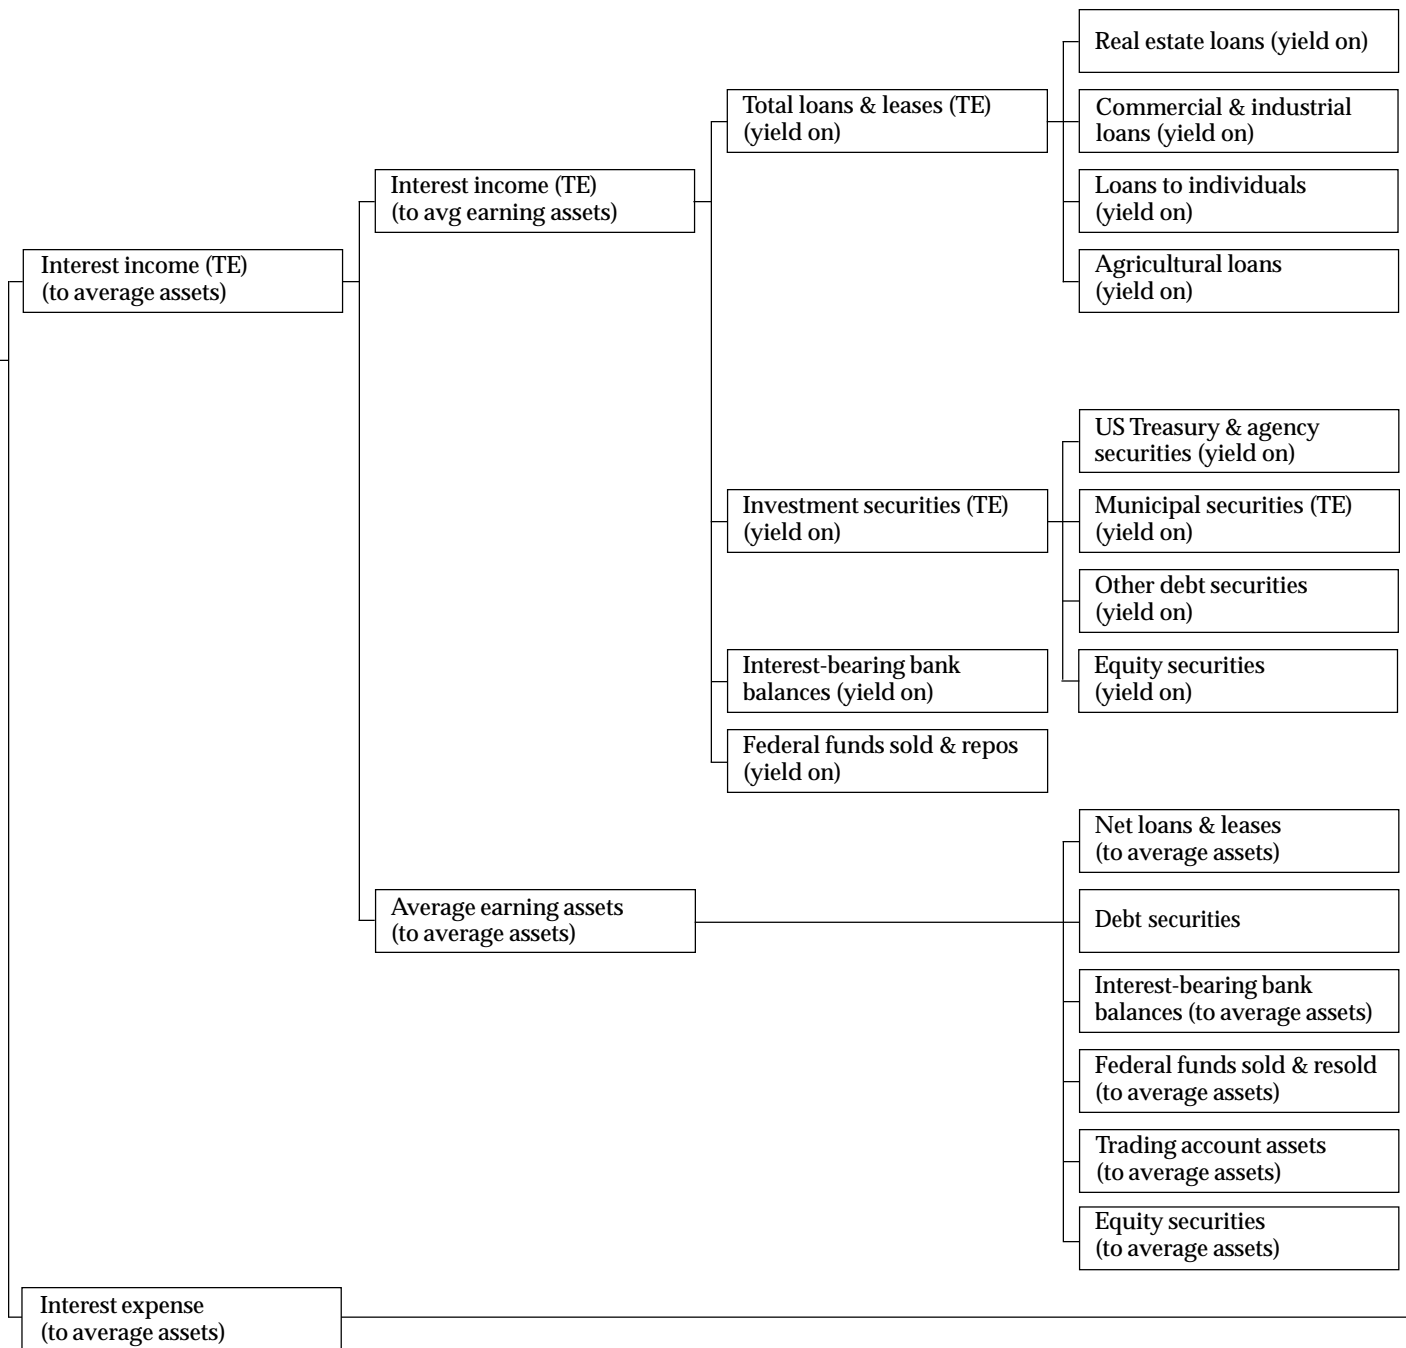 Real estate loans (yield on)
Total loans & leases (TE)
(yield on)
Commercial & industrial
loans (yield on)
Interest income (TE)
(to avg earning assets)
Loans to individuals
(yield on)
Interest income (TE)
(to average assets)
Agricultural loans
(yield on)
US Treasury & agency
securities (yield on)
Investment securities (TE)
(yield on)
Municipal securities (TE)
(yield on)
Other debt securities
(yield on)
Interest-bearing bank
balances (yield on)
Equity securities
(yield on)
Federal funds sold & repos
(yield on)
Net loans & leases
(to average assets)
Average earning assets
(to average assets)
Debt securities
Interest-bearing bank
balances (to average assets)
Federal funds sold & resold
(to average assets)
Trading account assets
(to average assets)
Equity securities
(to average assets)
Interest expense
(to average assets)